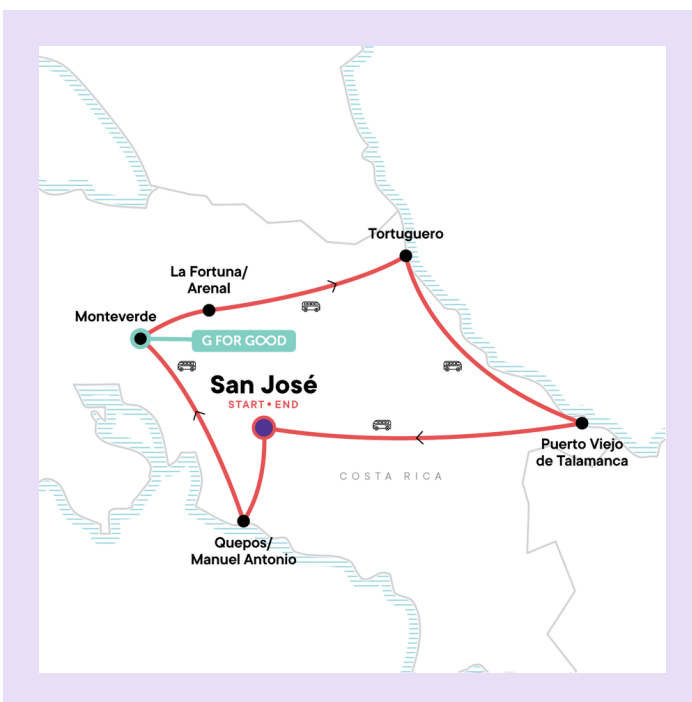 Tortuguero
La Fortuna/
Arenal
Monteverde
G FOR GOOD
San José
START • END
Puerto Viejo
de Talamanca
COSTA RICA
Quepos/
Manuel Antonio